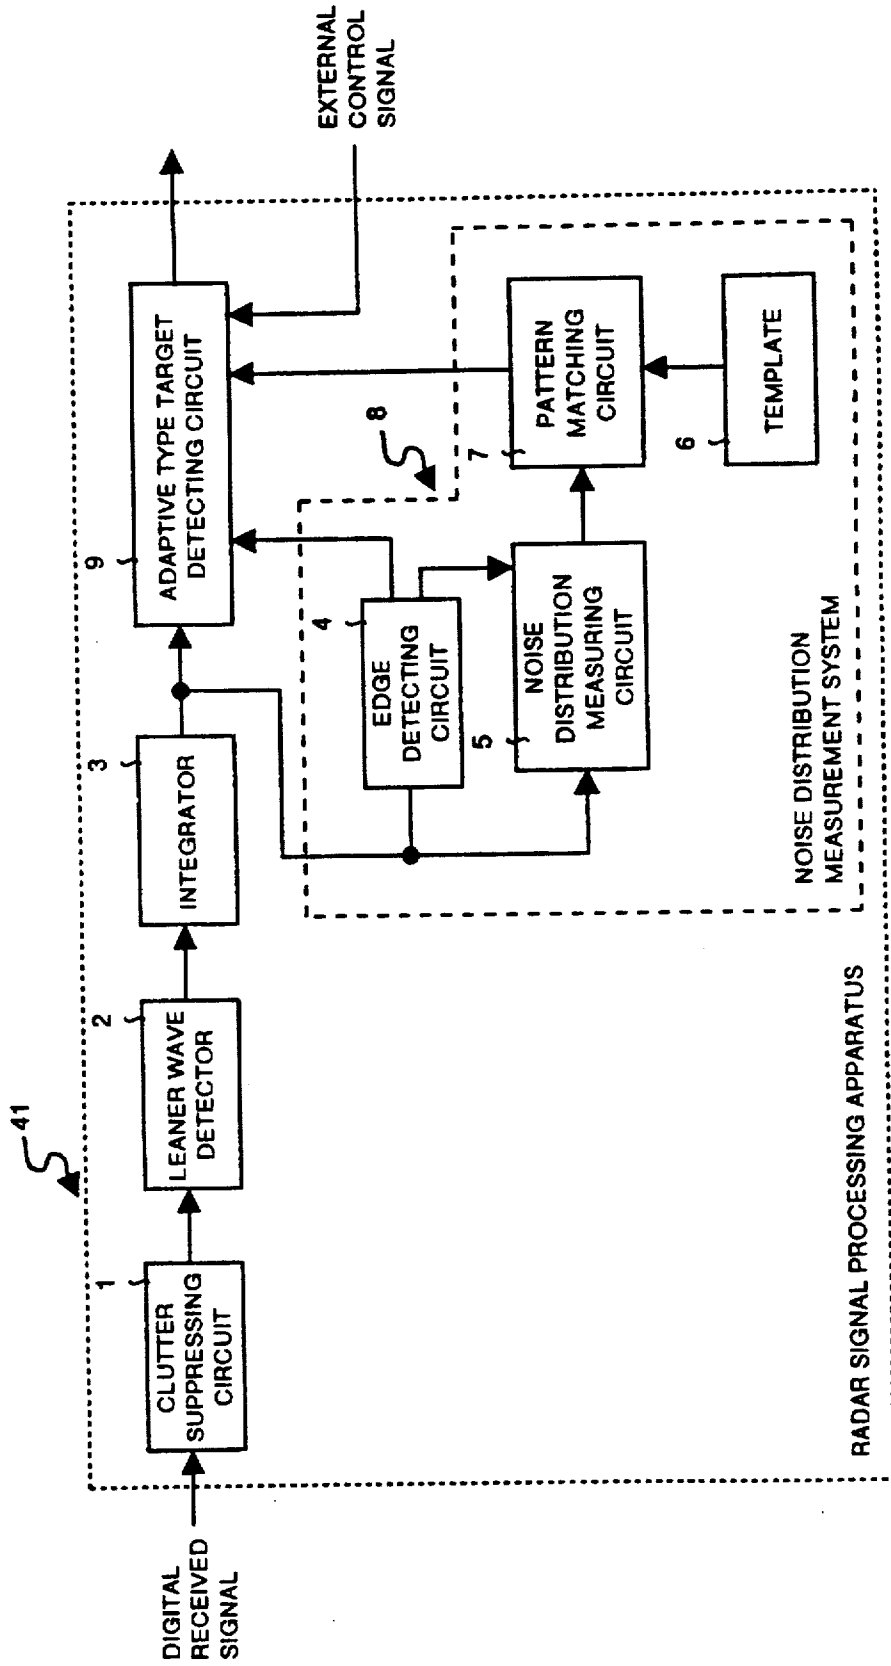 41
DIGITAL
RECEIVED
SIGNAL
1
CLUTTER
SUPPRESSING
CIRCUIT
2
LEANER WAVE
DETECTOR
3
INTEGRATOR
9
ADAPTIVE TYPE TARGET
DETECTING CIRCUIT
EXTERNAL
CONTROL
SIGNAL
4
EDGE
DETECTING
CIRCUIT
8
5
NOISE
DISTRIBUTION
MEASURING
CIRCUIT
7
PATTERN
MATCHING
CIRCUIT
6
TEMPLATE
NOISE DISTRIBUTION
MEASUREMENT SYSTEM
RADAR SIGNAL PROCESSING APPARATUS